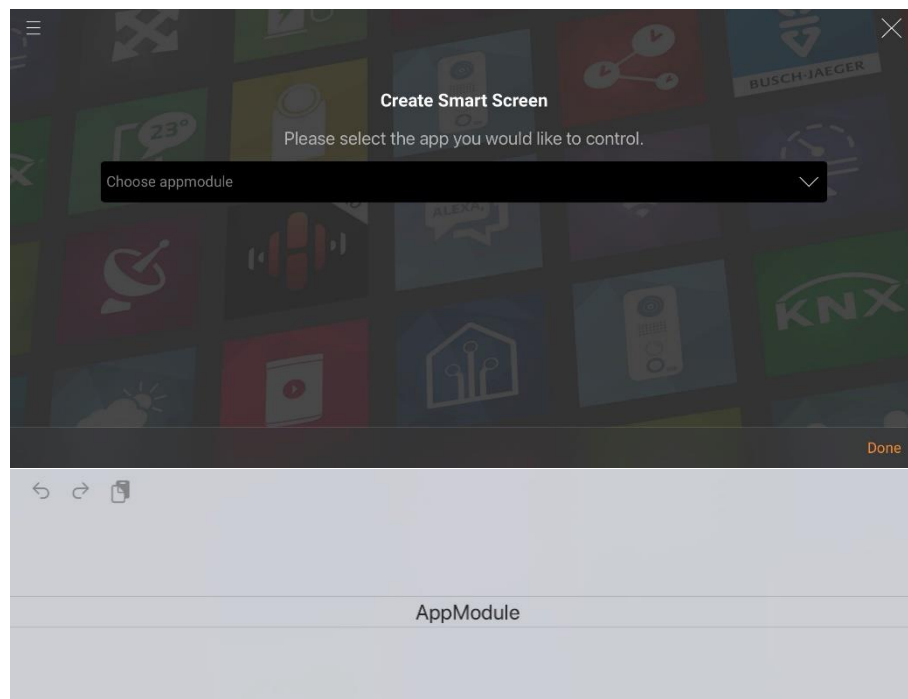 BUSCH-JAEGER
Create Smart Screen
23°
Please select the app you would like to control.
Choose appmodule
ALEXA,
KNX
Done
AppModule